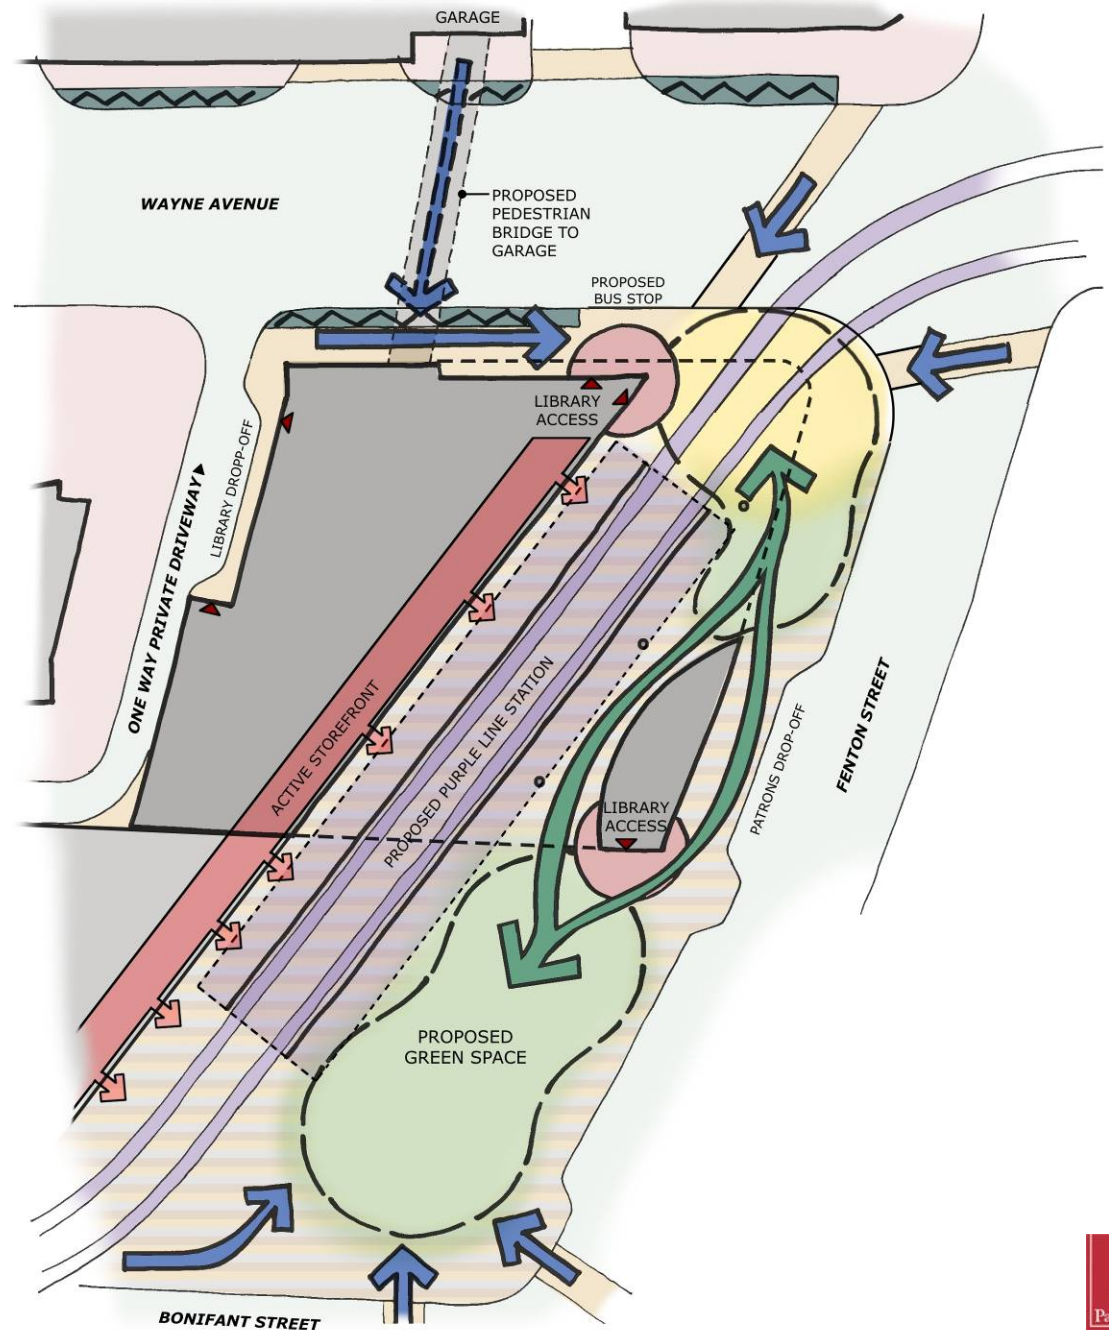 GARAGE
WAYNE AVENUE
PROPOSED
PEDESTRIAN
BRIDGE TO
GARAGE
PROPOSED
BUS STOP
LIBRARY
ACCESS
LIBRARY DROPP-OFF
ONE WAY PRIVATE DRIVEWAY
ACTIVE STOREFRONT
PROPOSED PURPLE LINE STATION
FENTON STREET
PATRONS DROP-OFF
LIBRARY
ACCESS
PROPOSED
GREEN SPACE
BONIFANT STREET
Pa